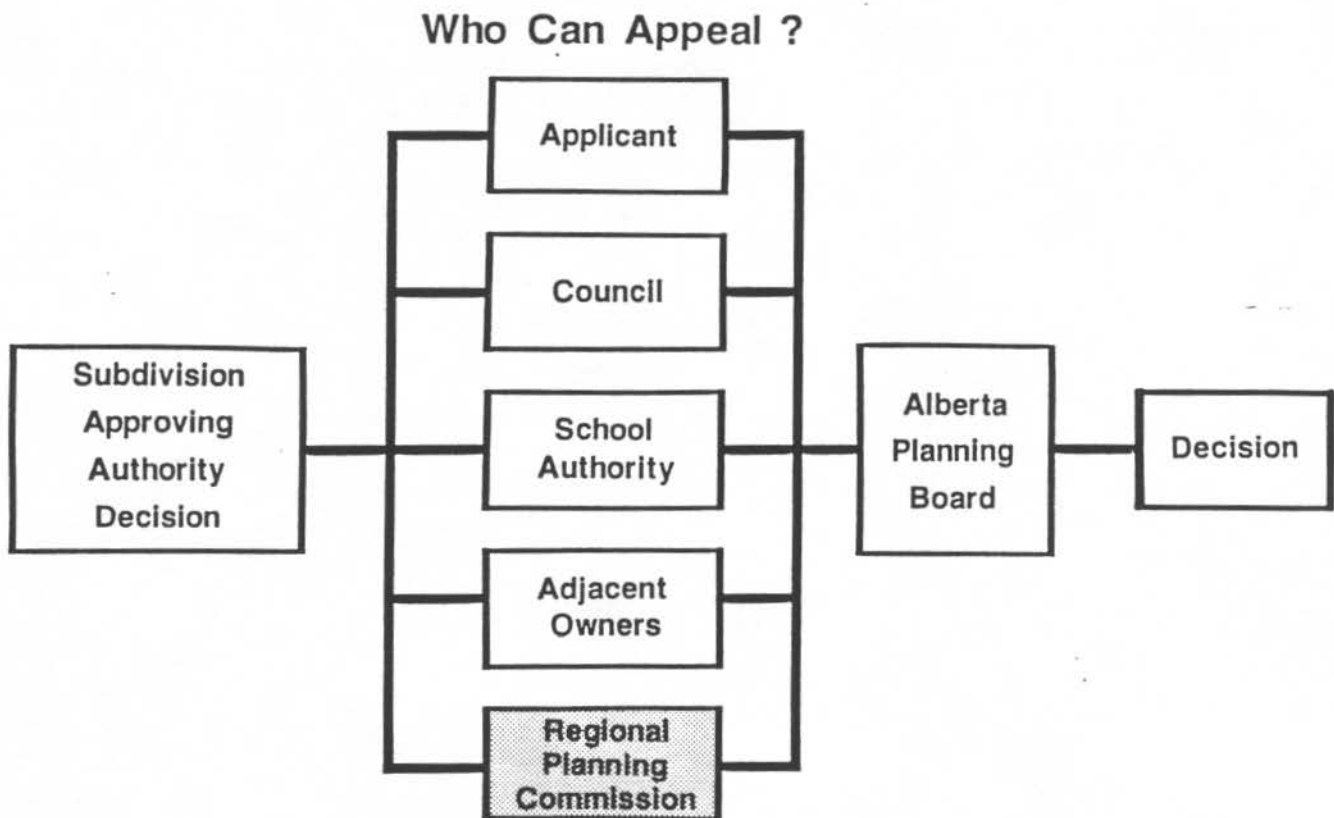 Who Can Appeal ?
Applicant
Council
Subdivision
Approving
Authority
Decision
School
Authority
Alberta
Planning
Board
Decision
Adjacent
Owners
Regional
Planning
Commission